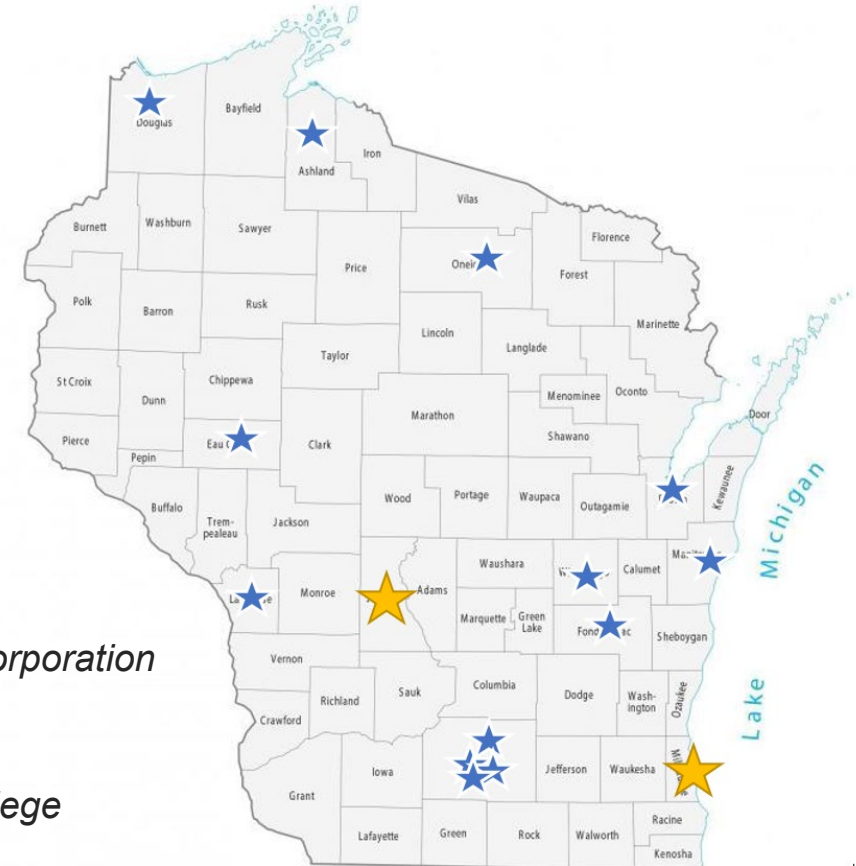 Douglas
Bayfield
Ashland
Iron
Vilas
Burnett
Washburn
Sawyer
Price
Florence
Forest
Polk
Barron
Rusk
Lincoln
Langlade
Marinette
St Croix
Dunn
Chippewa
Taylor
Menominee
Oconto
Door
Pierce
Pepin
Eau
Clark
Marathon
Shawano
Buffalo
Trem-
pealeau
Jackson
Wood
Portage
Waupaca
Outagamie
Kewaunee
Michigan
Monroe
Adams
Waushara
Calumet
Marquette
Green
Lake
Fond
Sheboygan
orporation
Vernon
Richland
Sauk
Columbia
Dodge
Wash-
ington
Ozaukee
Lake
Crawford
Iowa
Jefferson
Waukesha
lege
Grant
Lafayette
Green
Rock
Walworth
Racine
Kenosha